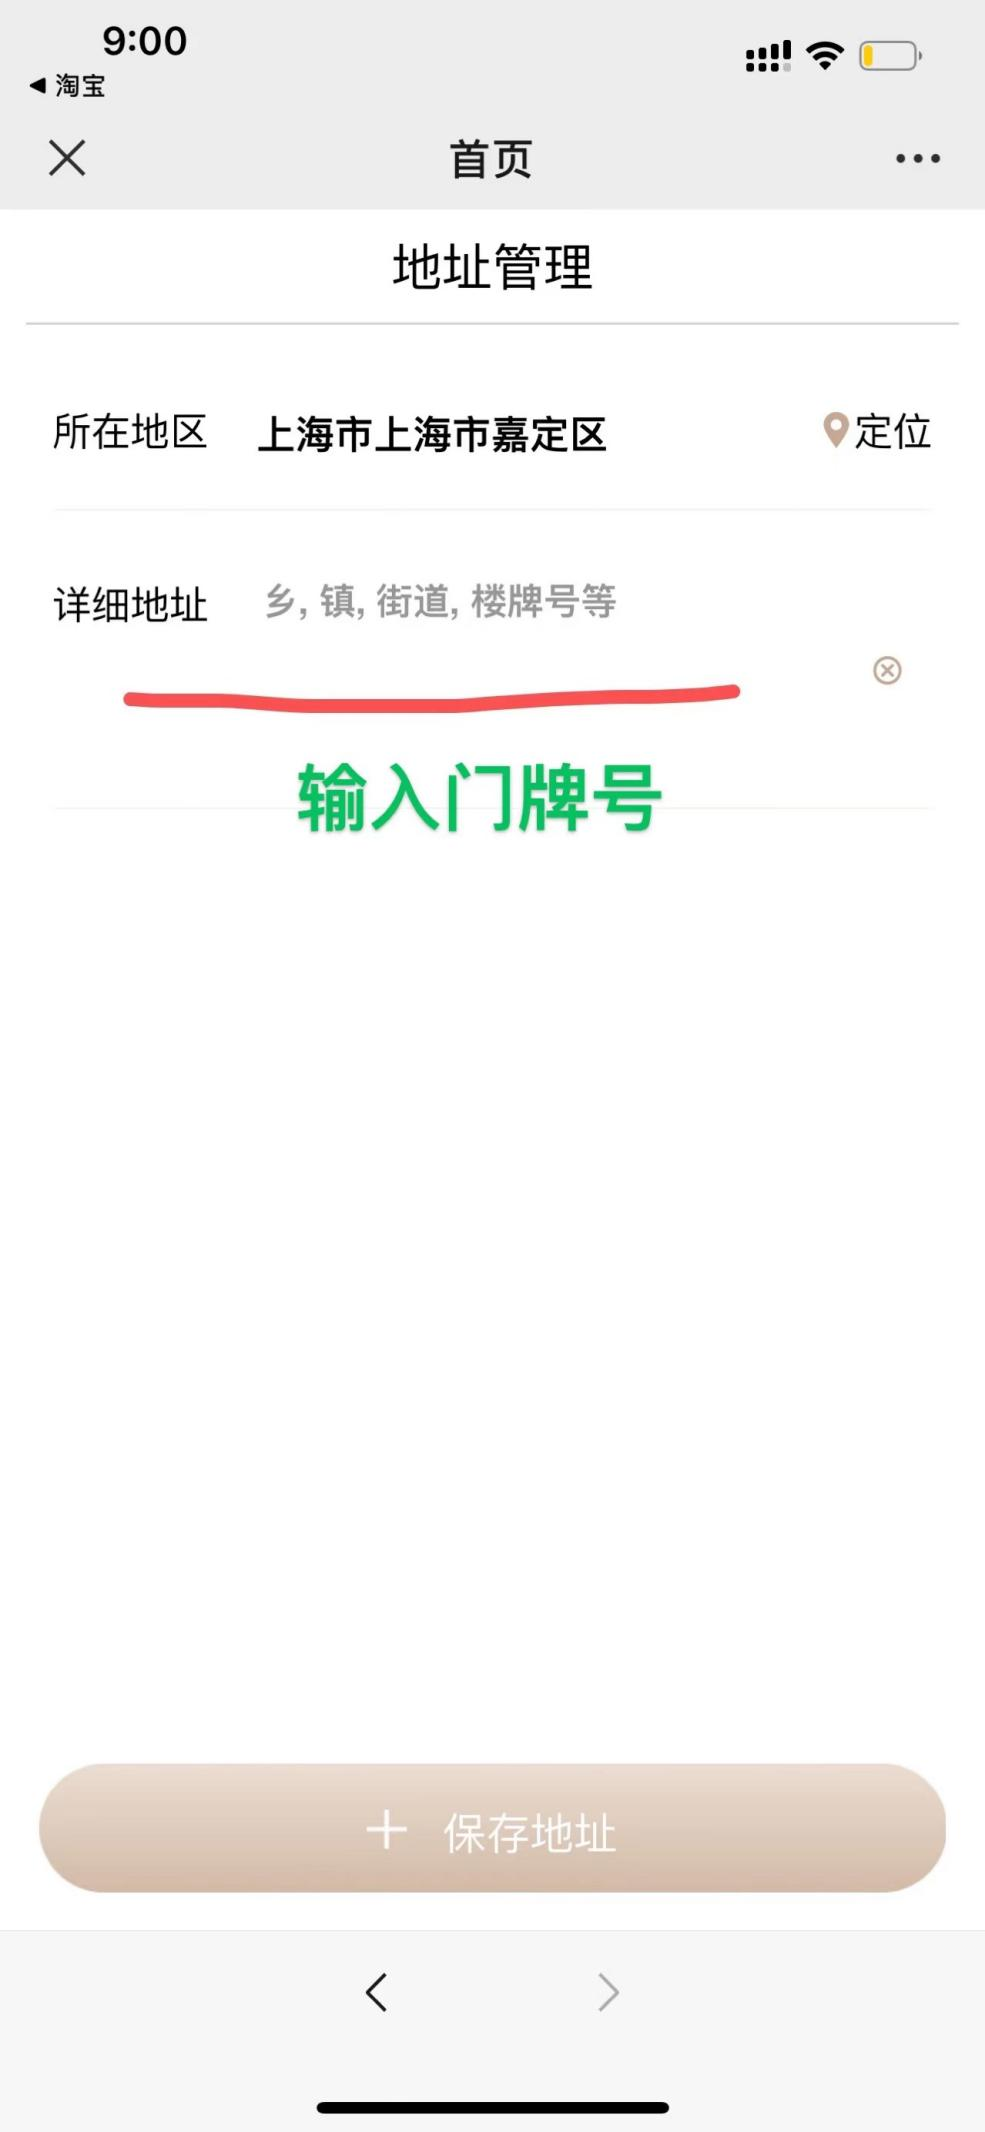 9:00
淘宝
首页
地址管理
所在地区 上海市上海市嘉定区 定位
详细地址 乡, 镇, 街道, 楼牌号等
输入门牌号
保存地址